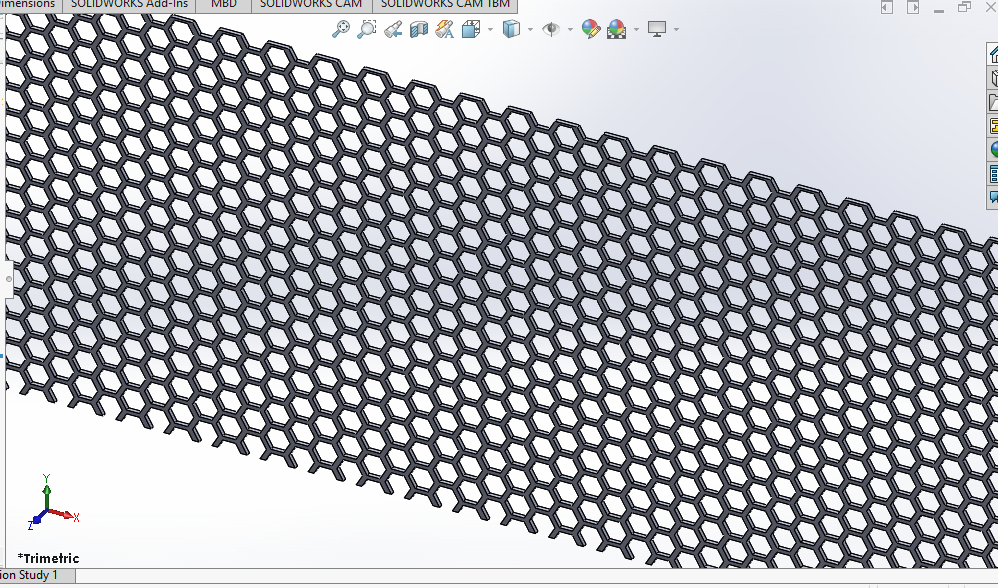 imensions SOLIDWORKS Add-Ins MBD SOLIDWORKS CAM SOLIDWORKS CAM TBM
Y
X
Z
*Trimetric
ion Study 1